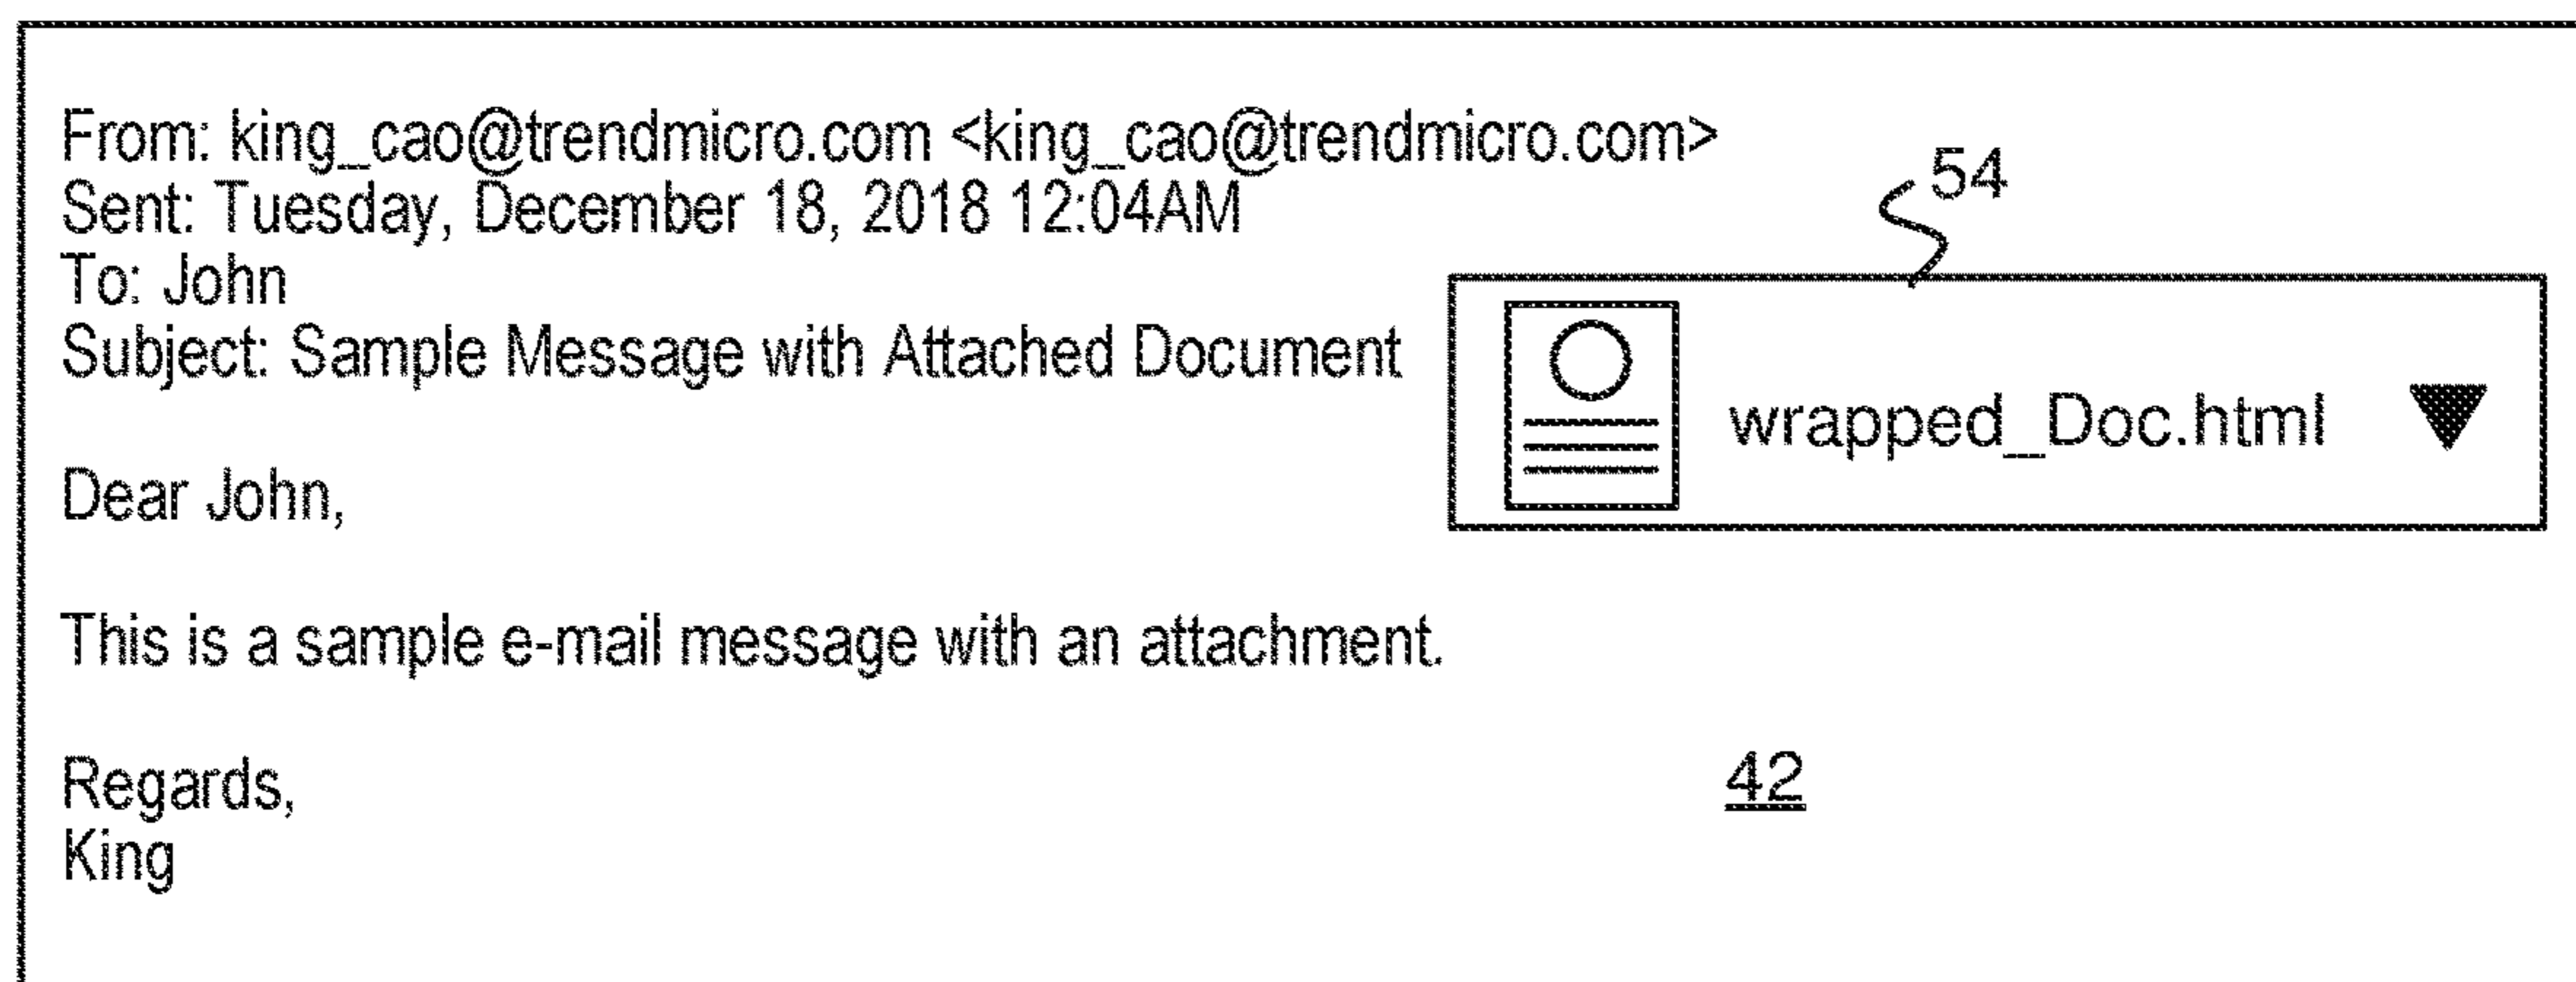 From: king_cao@trendmicro.com <king_cao@trendmicro.com>
54
Sent: Tuesday, December 18, 2018 12:04AM
To: John
Subject: Sample Message with Attached Document
wrapped_Doc.html
Dear John,
This is a sample e-mail message with an attachment.
42
Regards,
King